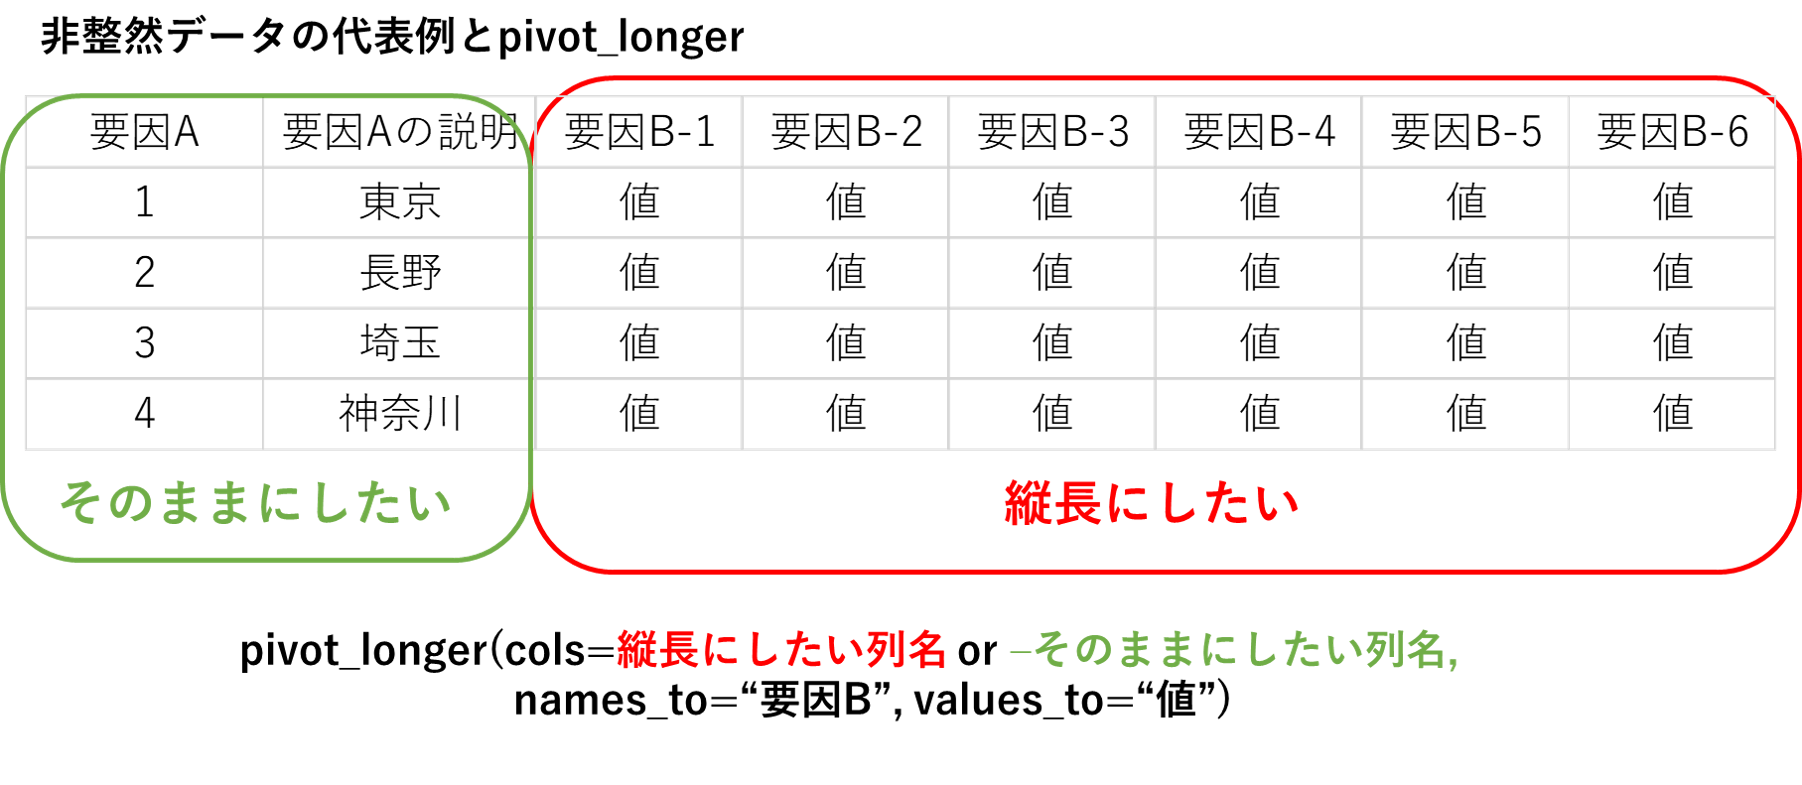 非整然データの代表例とpivot_longer
要因A 要因Aの説明 要因B-1 要因B-2 要因B-3 要因B-4 要因B-5 要因B-6
1 東京 値 値 値 値 値 値
2 長野 値 値 値 値 値 値
3 埼玉 値 値 値 値 値 値
4 神奈川 値 値 値 値 値 値
そのままにしたい 縦長にしたい
pivot_longer(cols=縦長にしたい列名 or –そのままにしたい列名,
names_to=“要因B”, values_to=“値”)